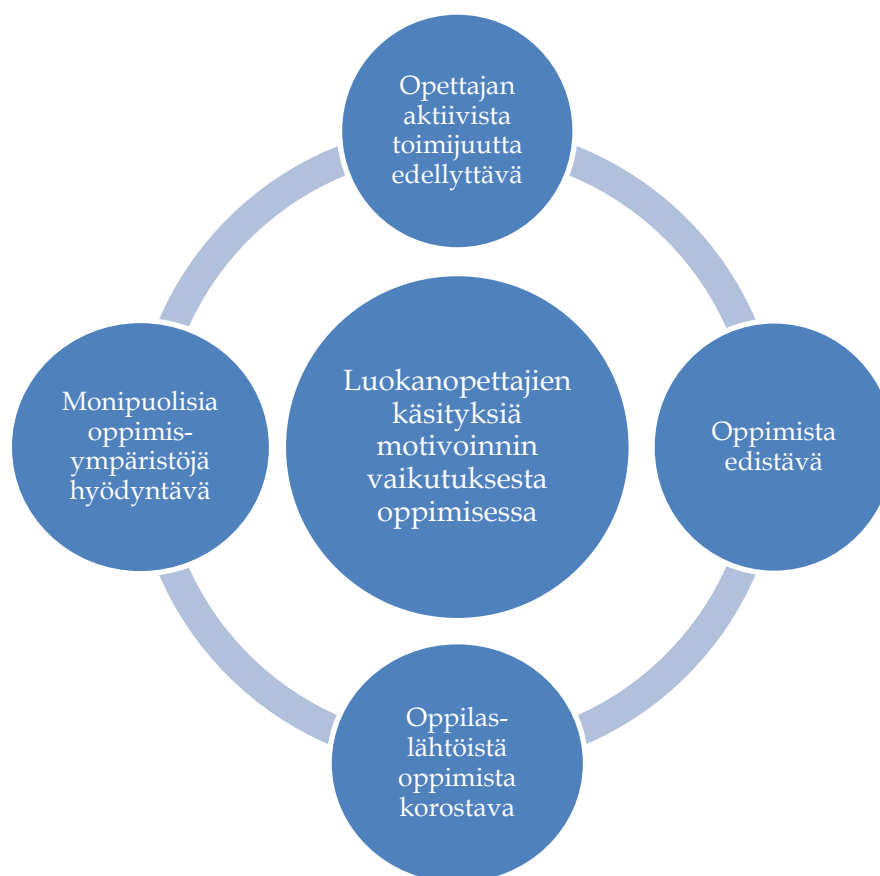 Opettajan
aktiivista
toimijuutta
edellyttävä
Monipuolisia
oppimis-
ympäristöjä
hyödyntävä
Luokanopettajien
käsityksiä
motivoinnin
vaikutuksesta
oppimisessa
Oppimista
edistävä
Oppilas-
lähtöistä
oppimista
korostava